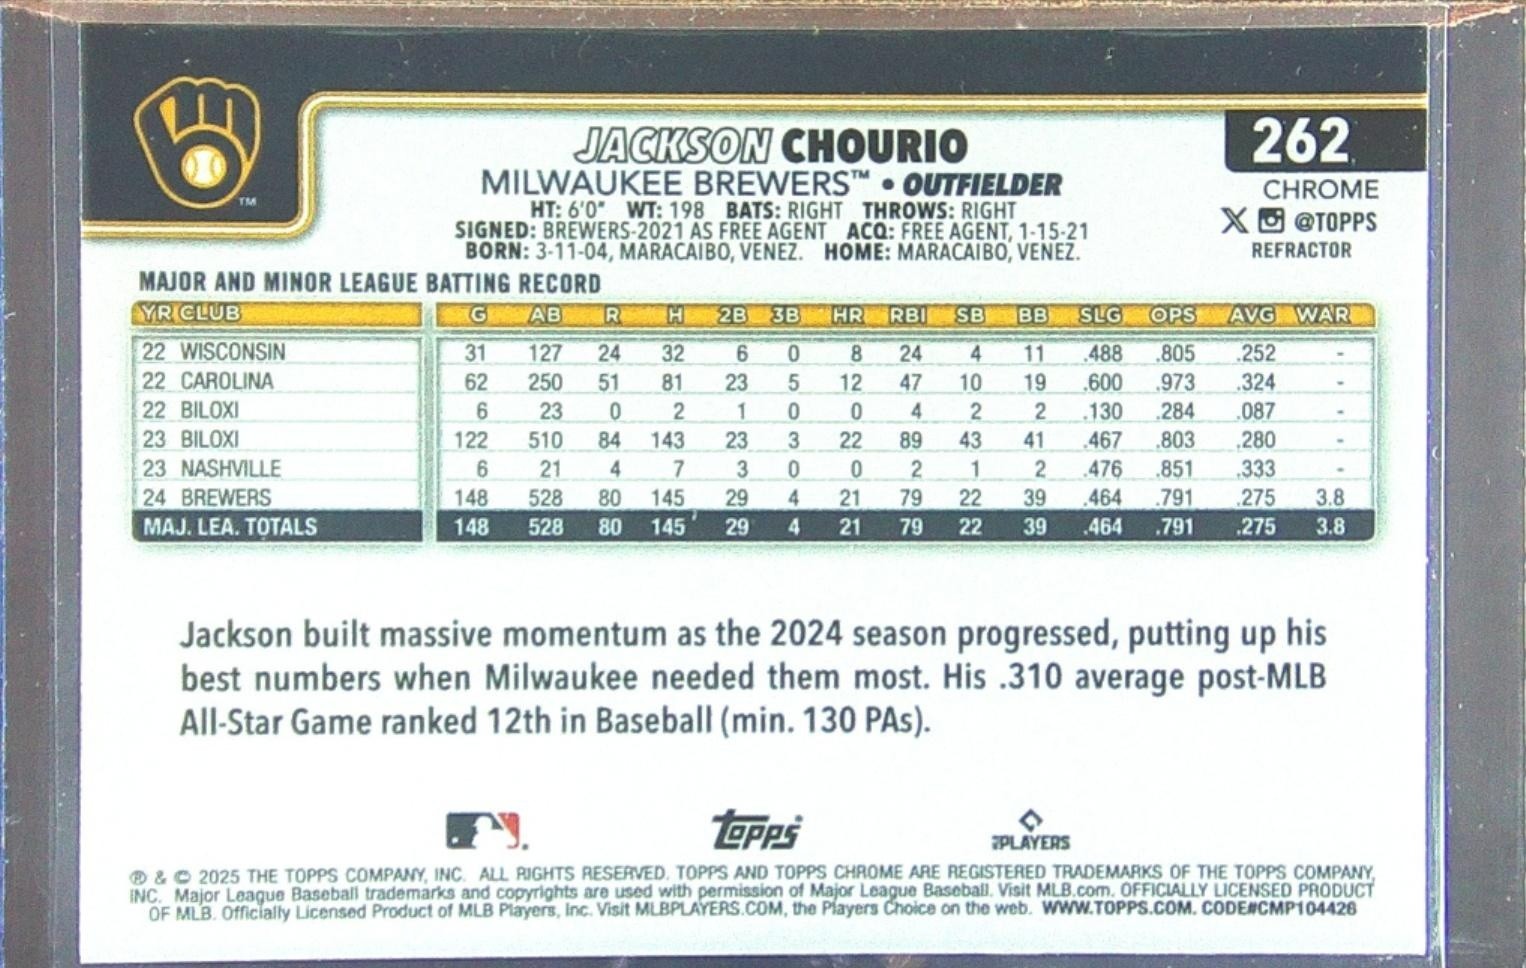 TM
JACKSON CHOURIO
262
MILWAUKEE BREWERS™ • OUTFIELDER
CHROME
HT: 6'0" WT: 198 BATS: RIGHT THROWS: RIGHT
X @TOPPS
SIGNED: BREWERS-2021 AS FREE AGENT ACQ: FREE AGENT, 1-15-21
REFRACTOR
BORN: 3-11-04, MARACAIBO, VENEZ. HOME: MARACAIBO, VENEZ.
MAJOR AND MINOR LEAGUE BATTING RECORD
YR CLUB G AB R H 2B 3B HR RBI SB BB SLG OPS AVG WAR
22 WISCONSIN 31 127 24 32 6 0 8 24 4 11 .488 .805 .252 -
22 CAROLINA 62 250 51 81 23 5 12 47 10 19 .600 .973 .324 -
22 BILOXI 6 23 0 2 1 0 0 4 2 2 .130 .284 .087 -
23 BILOXI 122 510 84 143 23 3 22 89 43 41 .467 .803 .280 -
23 NASHVILLE 6 21 4 7 3 0 0 2 1 2 .476 .851 .333 -
24 BREWERS 148 528 80 145 29 4 21 79 22 39 .464 .791 .275 3.8
MAJ. LEA. TOTALS 148 528 80 145 29 4 21 79 22 39 .464 .791 .275 3.8
Jackson built massive momentum as the 2024 season progressed, putting up his
best numbers when Milwaukee needed them most. His .310 average post-MLB
All-Star Game ranked 12th in Baseball (min. 130 PAs).
Topps
PLAYERS
® & © 2025 THE TOPPS COMPANY, INC. ALL RIGHTS RESERVED. TOPPS AND TOPPS CHROME ARE REGISTERED TRADEMARKS OF THE TOPPS COMPANY,
INC. Major League Baseball trademarks and copyrights are used with permission of Major League Baseball. Visit MLB.com. OFFICIALLY LICENSED PRODUCT
OF MLB. Officially Licensed Product of MLB Players, Inc. Visit MLBPLAYERS.COM, the Players Choice on the web. WWW.TOPPS.COM. CODE#CMP104426